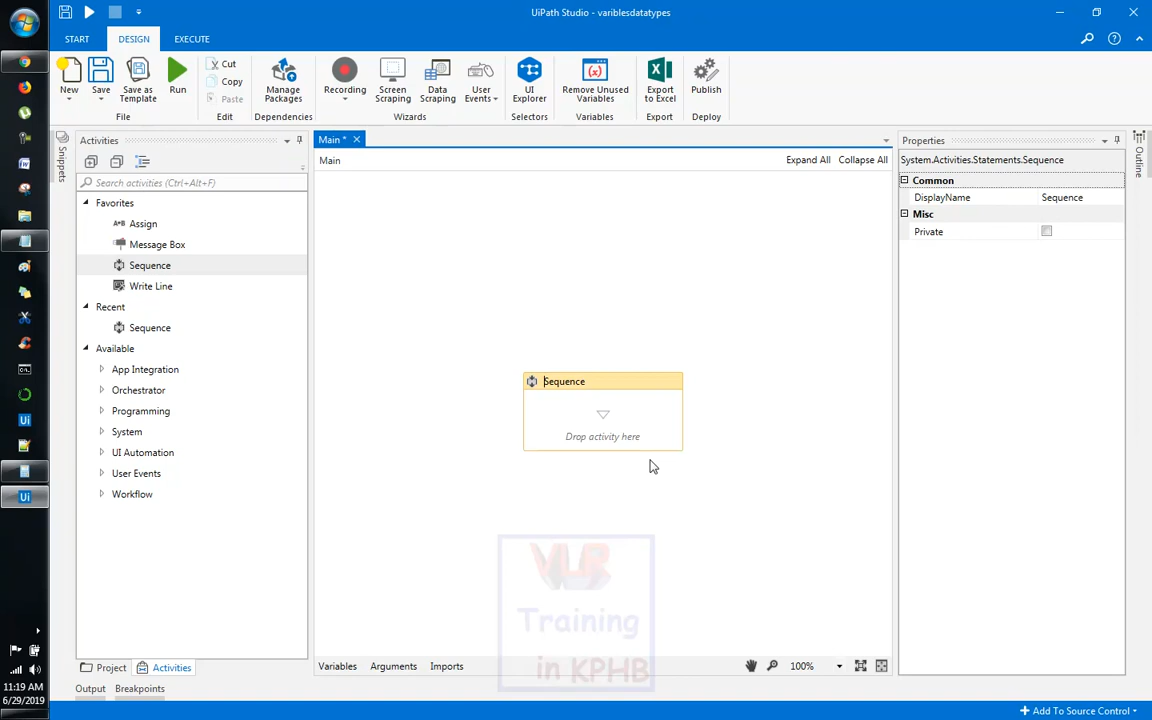 UiPath Studio - variblesdatatypes
START
DESIGN
EXECUTE
New
Save
Save as Template
Run
Cut
Copy
Paste
Manage Packages
Recording
Screen Scraping
Data Scraping
User Events
UI Explorer
Remove Unused Variables
Export to Excel
Publish
File
Edit
Dependencies
Wizards
Selectors
Variables
Export
Deploy
Snippets
Activities
Search activities (Ctrl+Alt+F)
Favorites
Assign
Message Box
Sequence
Write Line
Recent
Sequence
Available
App Integration
Orchestrator
Programming
System
UI Automation
User Events
Workflow
Project
Activities
Output
Breakpoints
Main *
Main
Expand All
Collapse All
Sequence
Drop activity here
VLR
Training
in KPHB
Variables
Arguments
Imports
100%
Properties
System.Activities.Statements.Sequence
Common
DisplayName
Sequence
Misc
Private
Outline
11:19 AM
6/29/2019
Add To Source Control